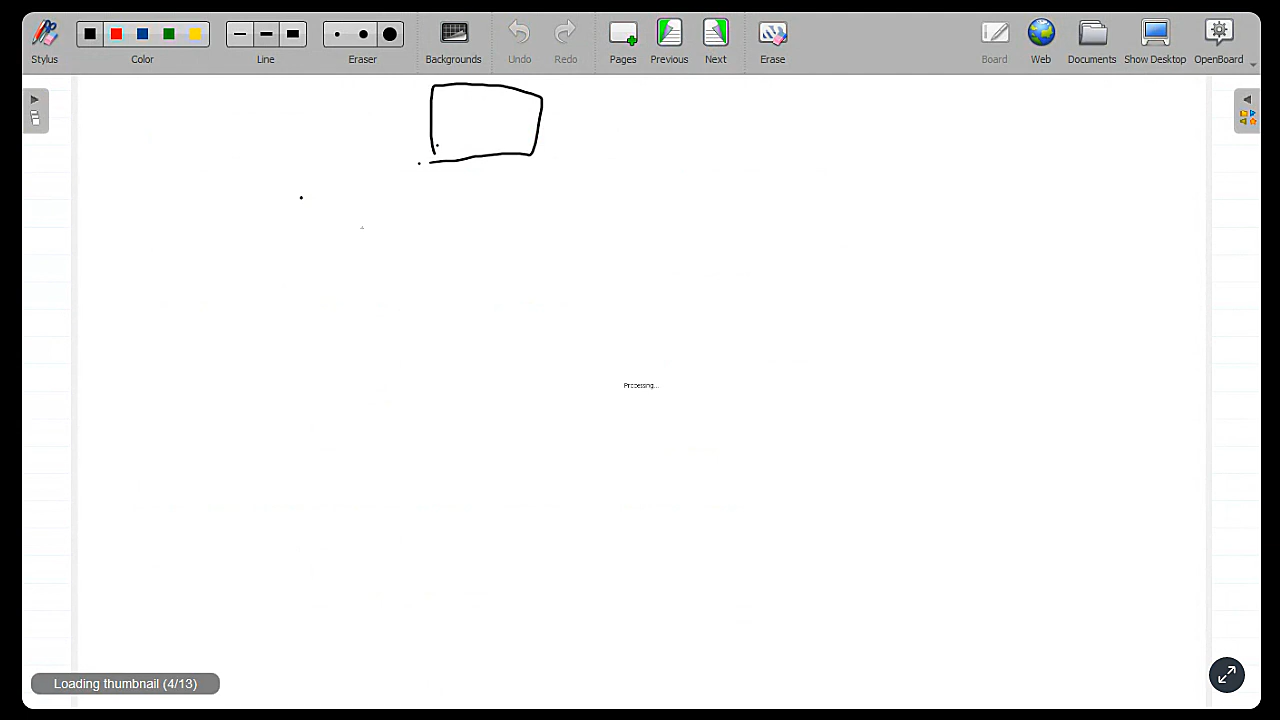 Stylus Color Line Eraser Backgrounds Undo Redo Pages Previous Next Erase Board Web Documents Show Desktop OpenBoard
Processing...
Loading thumbnail (4/13)